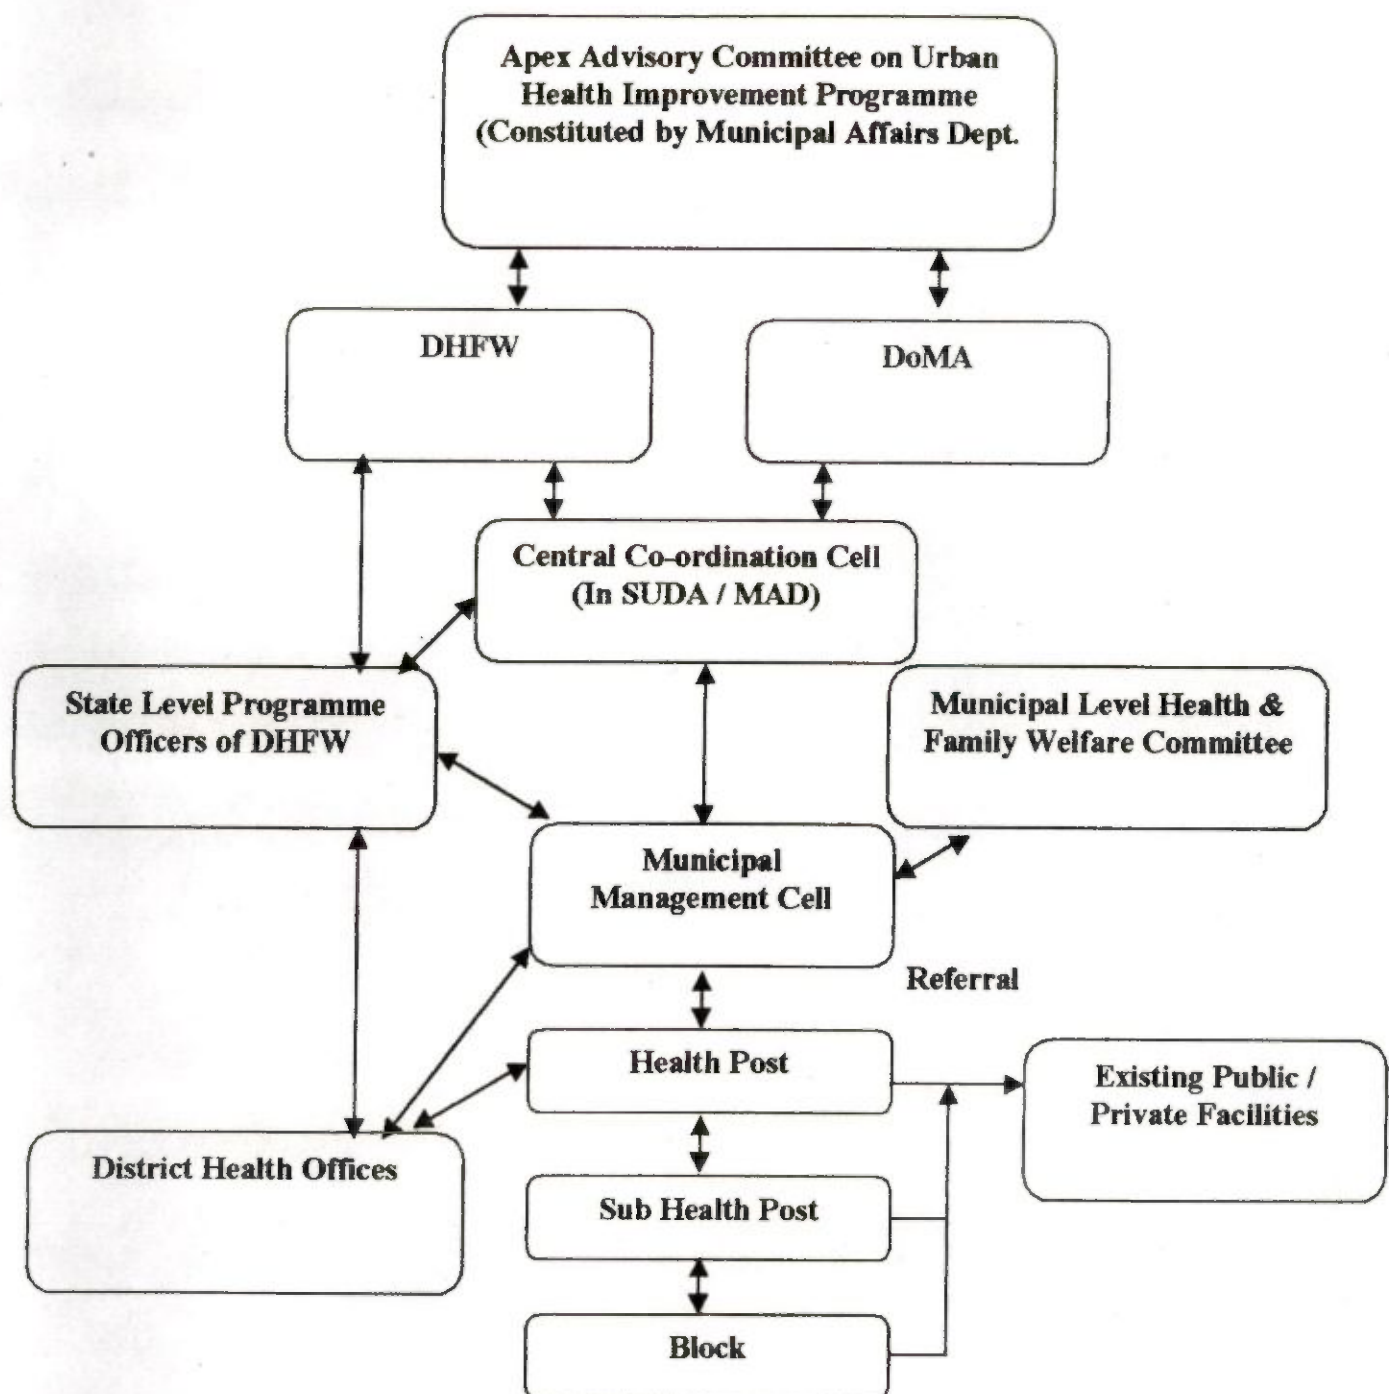 Apex Advisory Committee on Urban
Health Improvement Programme
(Constituted by Municipal Affairs Dept.
DHFW
DoMA
Central Co-ordination Cell
(In SUDA / MAD)
State Level Programme
Officers of DHFW
Municipal Level Health &
Family Welfare Committee
Municipal
Management Cell
Referral
Health Post
Existing Public /
Private Facilities
District Health Offices
Sub Health Post
Block